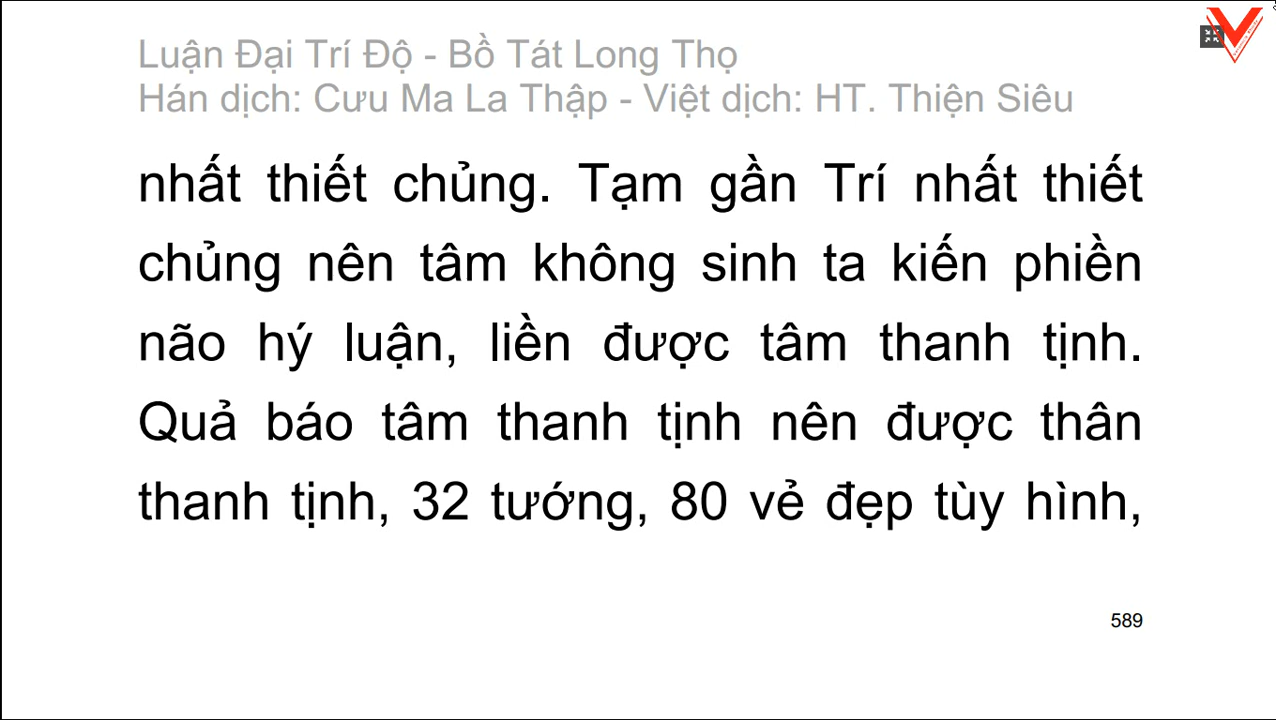 Luận Đại Trí Độ - Bồ Tát Long Thọ
Hán dịch: Cưu Ma La Thập - Việt dịch: HT. Thiện Siêu
nhất thiết chủng. Tạm gần Trí nhất thiết
chủng nên tâm không sinh ta kiến phiền
não hý luận, liền được tâm thanh tịnh.
Quả báo tâm thanh tịnh nên được thân
thanh tịnh, 32 tướng, 80 vẻ đẹp tùy hình,
589